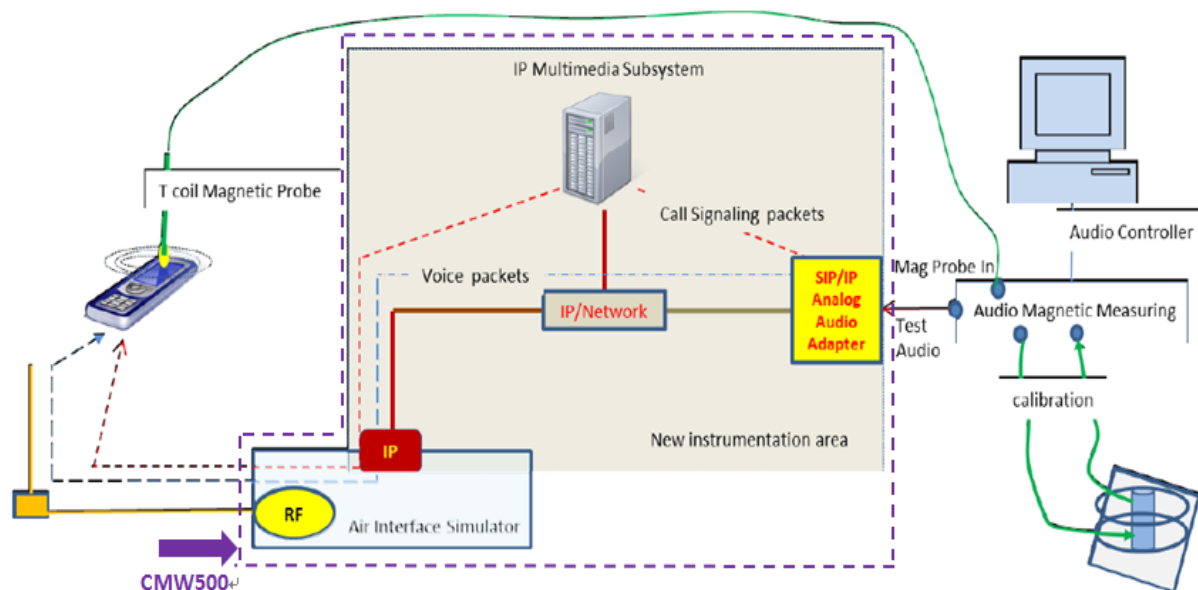 IP Multimedia Subsystem
T coil Magnetic Probe
Call Signaling packets
Audio Controller
Voice packets
Mag Probe In
SIP/IP
Analog
Audio
Adapter
IP/Network
Audio Magnetic Measuring
Test
Audio
calibration
New instrumentation area
IP
RF
Air Interface Simulator
CMW500